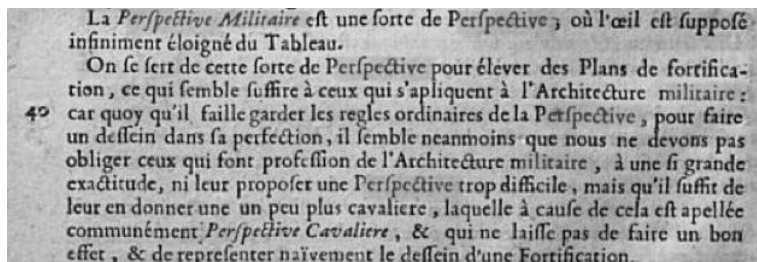 La Perſpective Militaire eſt une ſorte de Perſpective, où l'œil eſt ſuppoſé
infiniment éloigné du Tableau.
On ſe ſert de cette ſorte de Perſpective pour élever des Plans de fortifica-
tion, ce qui ſemble ſuffire à ceux qui s'apliquent à l'Architecture militaire:
40 car quoy qu'il faille garder les regles ordinaires de la Perſpective, pour faire
un deſſein dans ſa perfection, il ſemble neanmoins que nous ne devons pas
obliger ceux qui font profeſſion de l'Architecture militaire, à une ſi grande
exactitude, ni leur propoſer une Perſpective trop difficile, mais qu'il ſuffit de
leur en donner une un peu plus cavaliere, laquelle à cauſe de cela eſt apellée
communément Perſpective Cavaliere, & qui ne laiſſe pas de faire un bon
effet, & de repreſenter naïvement le deſſein d'une Fortification.